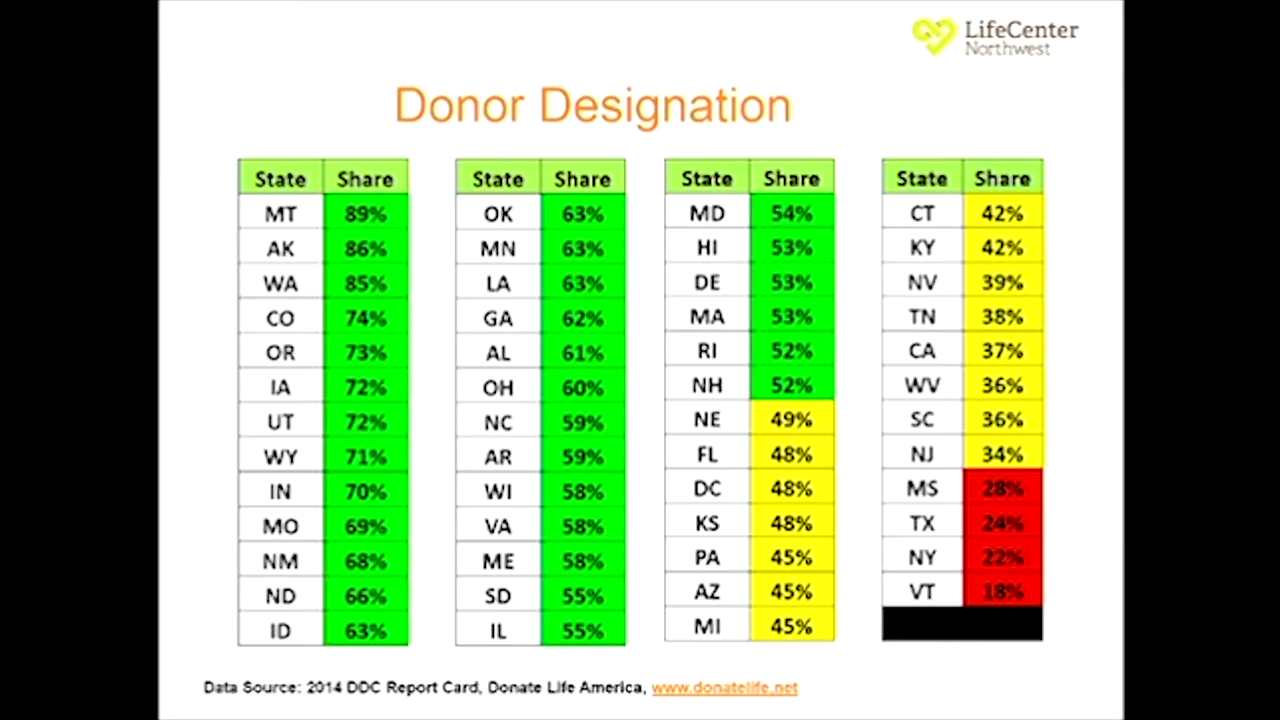 LifeCenter
Northwest
Donor Designation
State Share State Share State Share State Share
MT 89% OK 63% MD 54% CT 42%
AK 86% MN 63% HI 53% KY 42%
WA 85% LA 63% DE 53% NV 39%
CO 74% GA 62% MA 53% TN 38%
OR 73% AL 61% RI 52% CA 37%
IA 72% OH 60% NH 52% WV 36%
UT 72% NC 59% NE 49% SC 36%
WY 71% AR 59% FL 48% NJ 34%
IN 70% WI 58% DC 48% MS 28%
MO 69% VA 58% KS 48% TX 24%
NM 68% ME 58% PA 45% NY 22%
ND 66% SD 55% AZ 45% VT 18%
ID 63% IL 55% MI 45%
Data Source: 2014 DDC Report Card, Donate Life America, www.donatelife.net